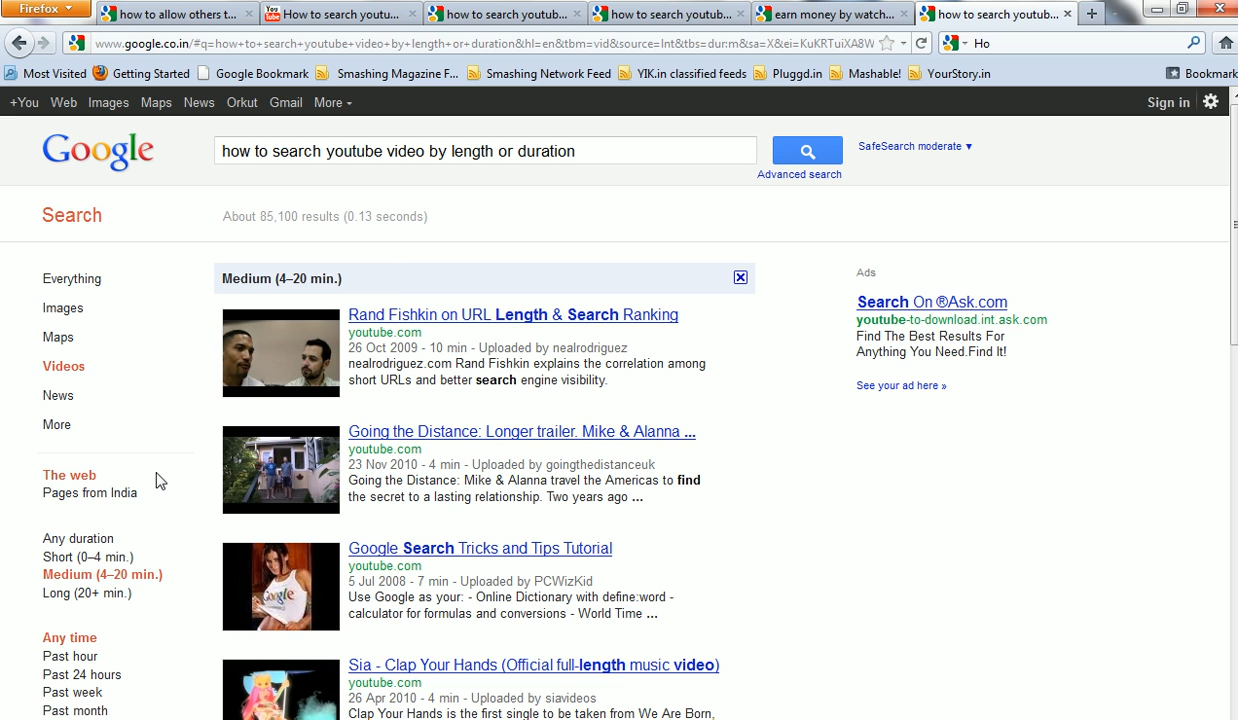 Firefox
how to allow others t...
How to search youtu...
how to search youtub...
how to search youtub...
earn money by watch...
how to search youtub...
www.google.co.in/#q=how+to+search+youtube+video+by+length+or+duration&hl=en&tbm=vid&source=lnt&tbs=dur:m&sa=X&ei=KuKRTuiXA8W
Ho
Most Visited
Getting Started
Google Bookmark
Smashing Magazine F...
Smashing Network Feed
YIK.in classified feeds
Pluggd.in
Mashable!
YourStory.in
Bookmark
+You Web Images Maps News Orkut Gmail More
Sign in
Google
how to search youtube video by length or duration
SafeSearch moderate ▼
Advanced search
Search
About 85,100 results (0.13 seconds)
Everything
Images
Maps
Videos
News
More
The web
Pages from India
Any duration
Short (0–4 min.)
Medium (4–20 min.)
Long (20+ min.)
Any time
Past hour
Past 24 hours
Past week
Past month
Medium (4–20 min.)
Rand Fishkin on URL Length & Search Ranking
youtube.com
26 Oct 2009 - 10 min - Uploaded by nealrodriguez
nealrodriguez.com Rand Fishkin explains the correlation among
short URLs and better search engine visibility.
Going the Distance: Longer trailer. Mike & Alanna ...
youtube.com
23 Nov 2010 - 4 min - Uploaded by goingthedistanceuk
Going the Distance: Mike & Alanna travel the Americas to find
the secret to a lasting relationship. Two years ago ...
Google Search Tricks and Tips Tutorial
youtube.com
5 Jul 2008 - 7 min - Uploaded by PCWizKid
Use Google as your: - Online Dictionary with define:word -
calculator for formulas and conversions - World Time ...
Sia - Clap Your Hands (Official full-length music video)
youtube.com
26 Apr 2010 - 4 min - Uploaded by siavideos
Clap Your Hands is the first single to be taken from We Are Born,
Ads
Search On ®Ask.com
youtube-to-download.int.ask.com
Find The Best Results For
Anything You Need.Find It!
See your ad here »